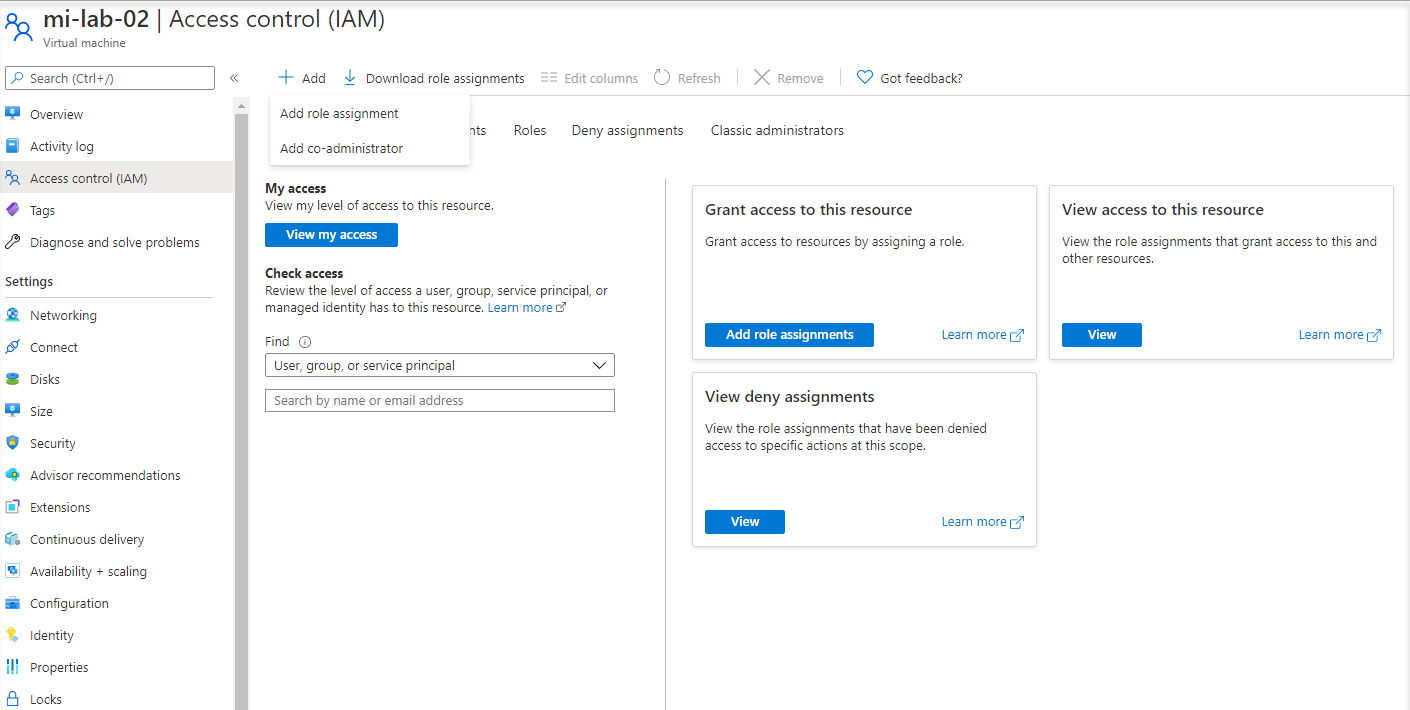 mi-lab-02 | Access control (IAM)
Virtual machine
Search (Ctrl+/)
«
Add
Download role assignments
Edit columns
Refresh
Remove
Got feedback?
Add role assignment
Add co-administrator
Roles
Deny assignments
Classic administrators
Overview
Activity log
Access control (IAM)
Tags
Diagnose and solve problems
Settings
Networking
Connect
Disks
Size
Security
Advisor recommendations
Extensions
Continuous delivery
Availability + scaling
Configuration
Identity
Properties
Locks
My access
View my level of access to this resource.
View my access
Check access
Review the level of access a user, group, service principal, or
managed identity has to this resource. Learn more
Find
User, group, or service principal
Search by name or email address
Grant access to this resource
Grant access to resources by assigning a role.
Add role assignments
Learn more
View access to this resource
View the role assignments that grant access to this and
other resources.
View
Learn more
View deny assignments
View the role assignments that have been denied
access to specific actions at this scope.
View
Learn more